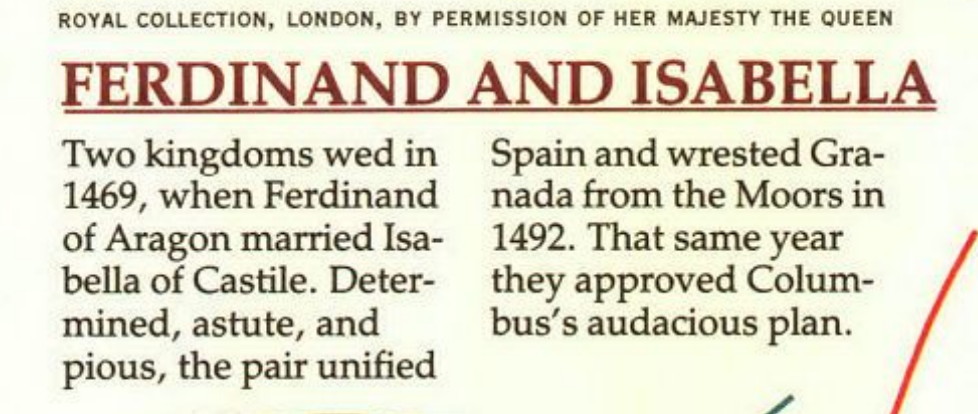 ROYAL COLLECTION, LONDON, BY PERMISSION OF HER MAJESTY THE QUEEN
FERDINAND AND ISABELLA
Two kingdoms wed in
1469, when Ferdinand
of Aragon married Isa-
bella of Castile. Deter-
mined, astute, and
pious, the pair unified
Spain and wrested Gra-
nada from the Moors in
1492. That same year
they approved Colum-
bus's audacious plan.